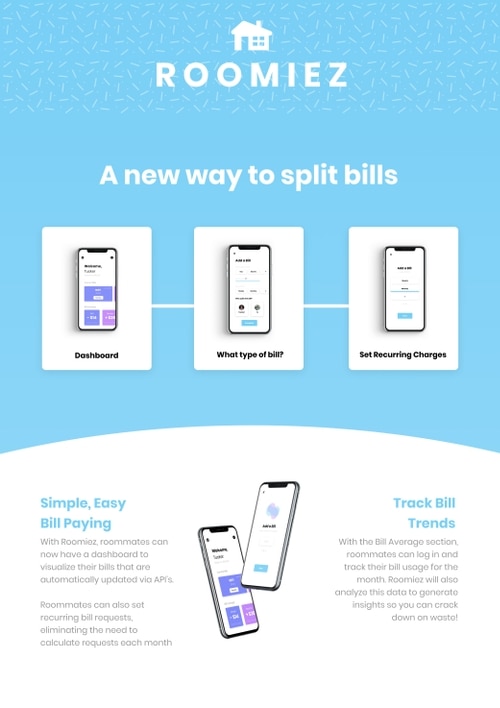 ROOMIEZ
A new way to split bills
Welcome,
Tucker
Add a Bill
Add a Bill
Dashboard
What type of bill?
Set Recurring Charges
Simple, Easy
Bill Paying
With Roomiez, roommates can
now have a dashboard to
visualize their bills that are
automatically updated via API's.
Roommates can also set
recurring bill requests,
eliminating the need to
calculate requests each month
Welcome,
Add a Bill
Track Bill
Trends
With the Bill Average section,
roommates can log in and
track their bill usage for the
month. Roomiez will also
analyze this data to generate
insights so you can crack
down on waste!